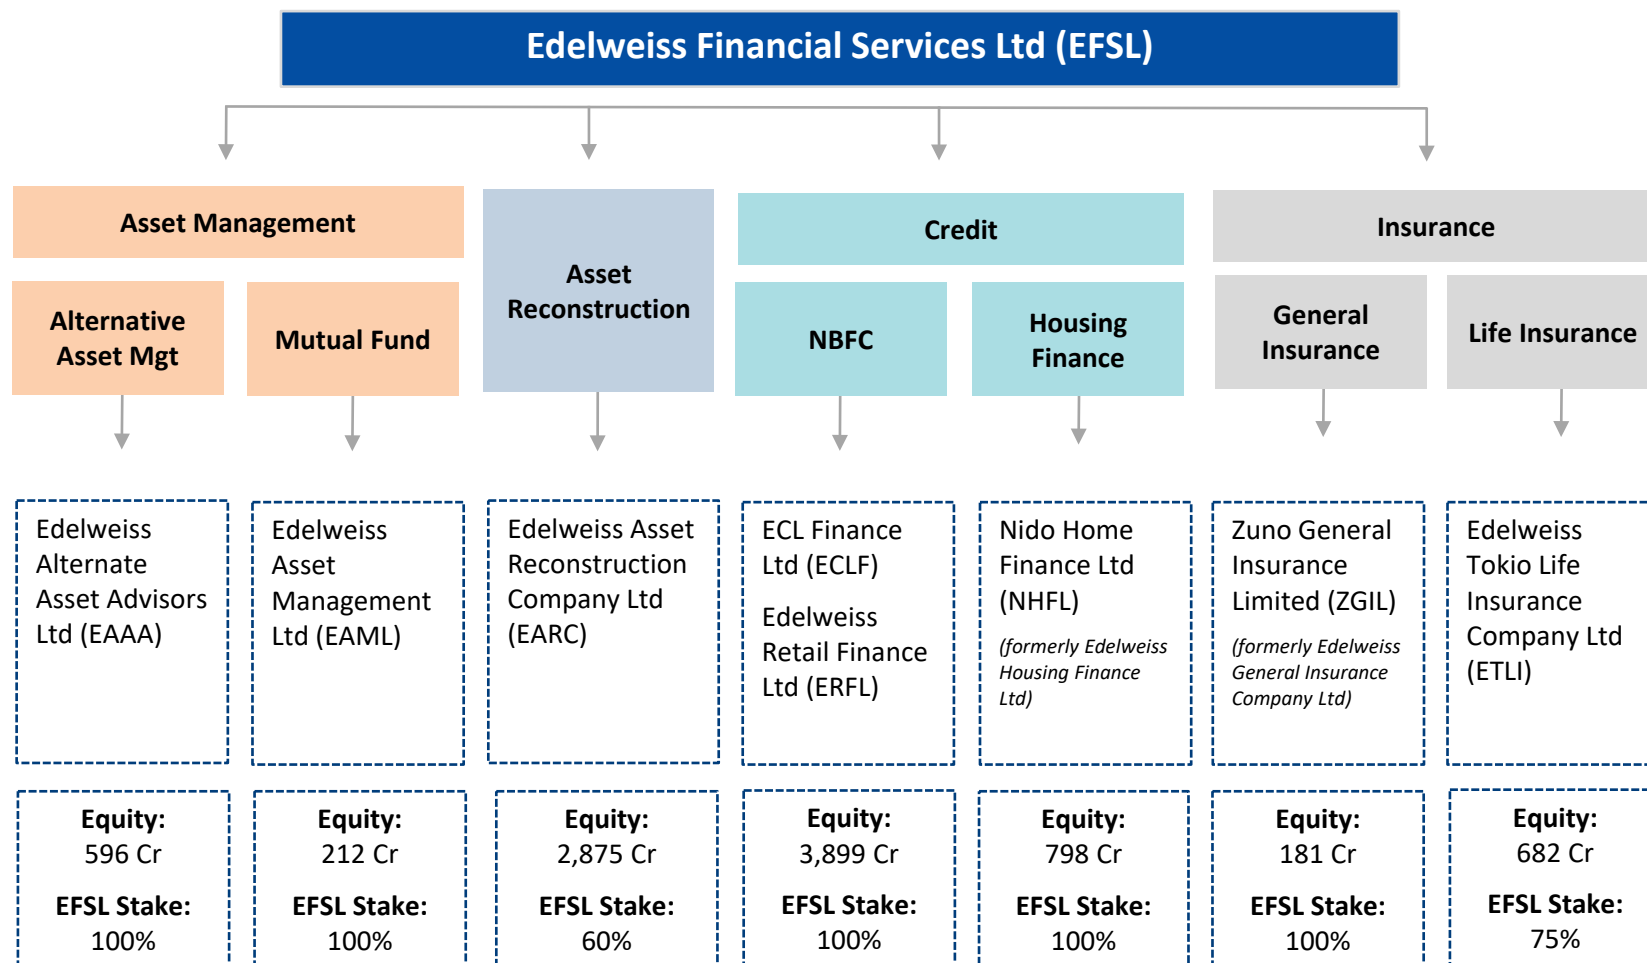 Edelweiss Financial Services Ltd (EFSL)
Asset Management
Asset
Reconstruction
Credit
Insurance
Alternative
Asset Mgt
Mutual Fund
NBFC
Housing
Finance
General
Insurance
Life Insurance
Edelweiss
Alternate
Asset Advisors
Ltd (EAAA)
Edelweiss
Asset
Management
Ltd (EAML)
Edelweiss Asset
Reconstruction
Company Ltd
(EARC)
ECL Finance
Ltd (ECLF)
Edelweiss
Retail Finance
Ltd (ERFL)
Nido Home
Finance Ltd
(NHFL)
(formerly Edelweiss
Housing Finance
Ltd)
Zuno General
Insurance
Limited (ZGIL)
(formerly Edelweiss
General Insurance
Company Ltd)
Edelweiss
Tokio Life
Insurance
Company Ltd
(ETLI)
Equity:
596 Cr
EFSL Stake:
100%
Equity:
212 Cr
EFSL Stake:
100%
Equity:
2,875 Cr
EFSL Stake:
60%
Equity:
3,899 Cr
EFSL Stake:
100%
Equity:
798 Cr
EFSL Stake:
100%
Equity:
181 Cr
EFSL Stake:
100%
Equity:
682 Cr
EFSL Stake:
75%